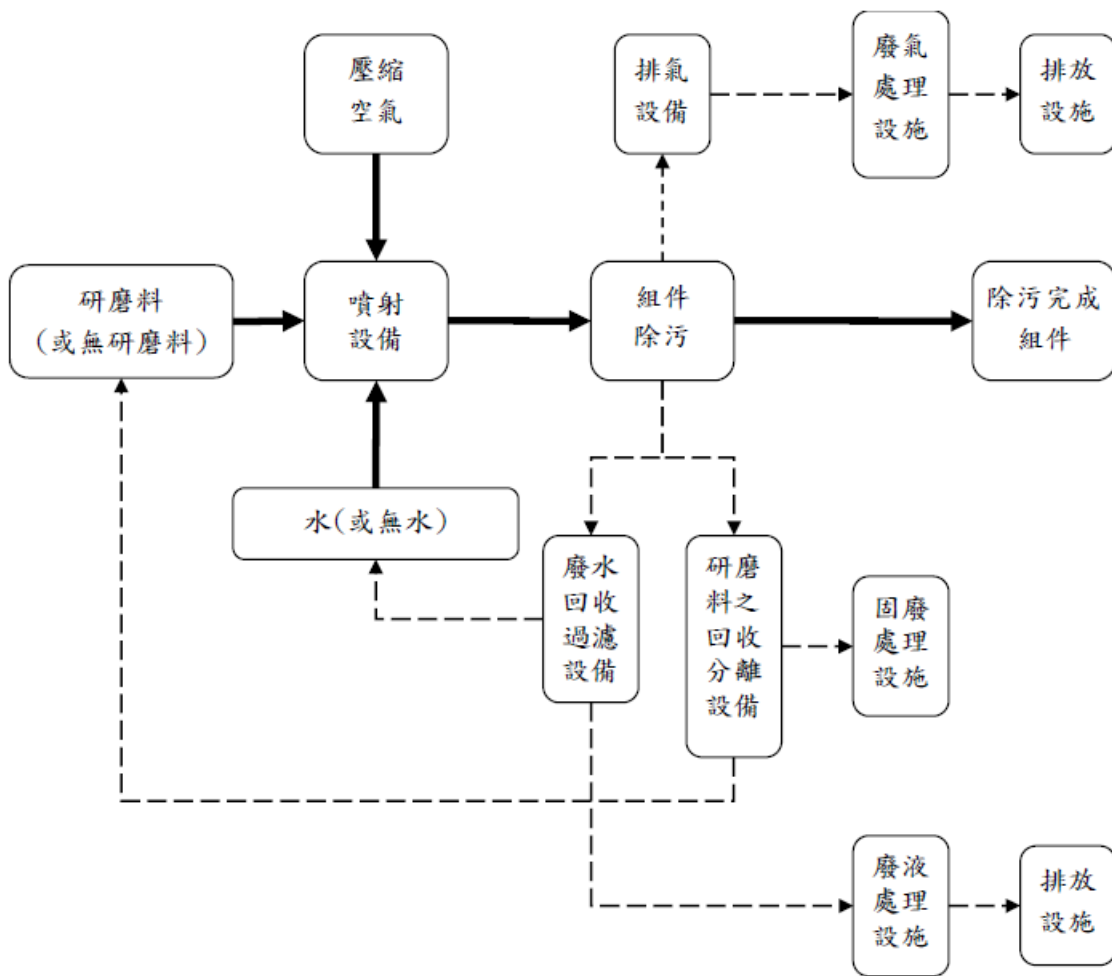 壓縮
空氣
排氣
設備
廢氣
處理
設施
排放
設施
研磨料
(或無研磨料)
噴射
設備
組件
除污
除污完成
組件
水(或無水)
廢水
回收
過濾
設備
研磨
料之
回收
分離
設備
固廢
處理
設施
廢液
處理
設施
排放
設施